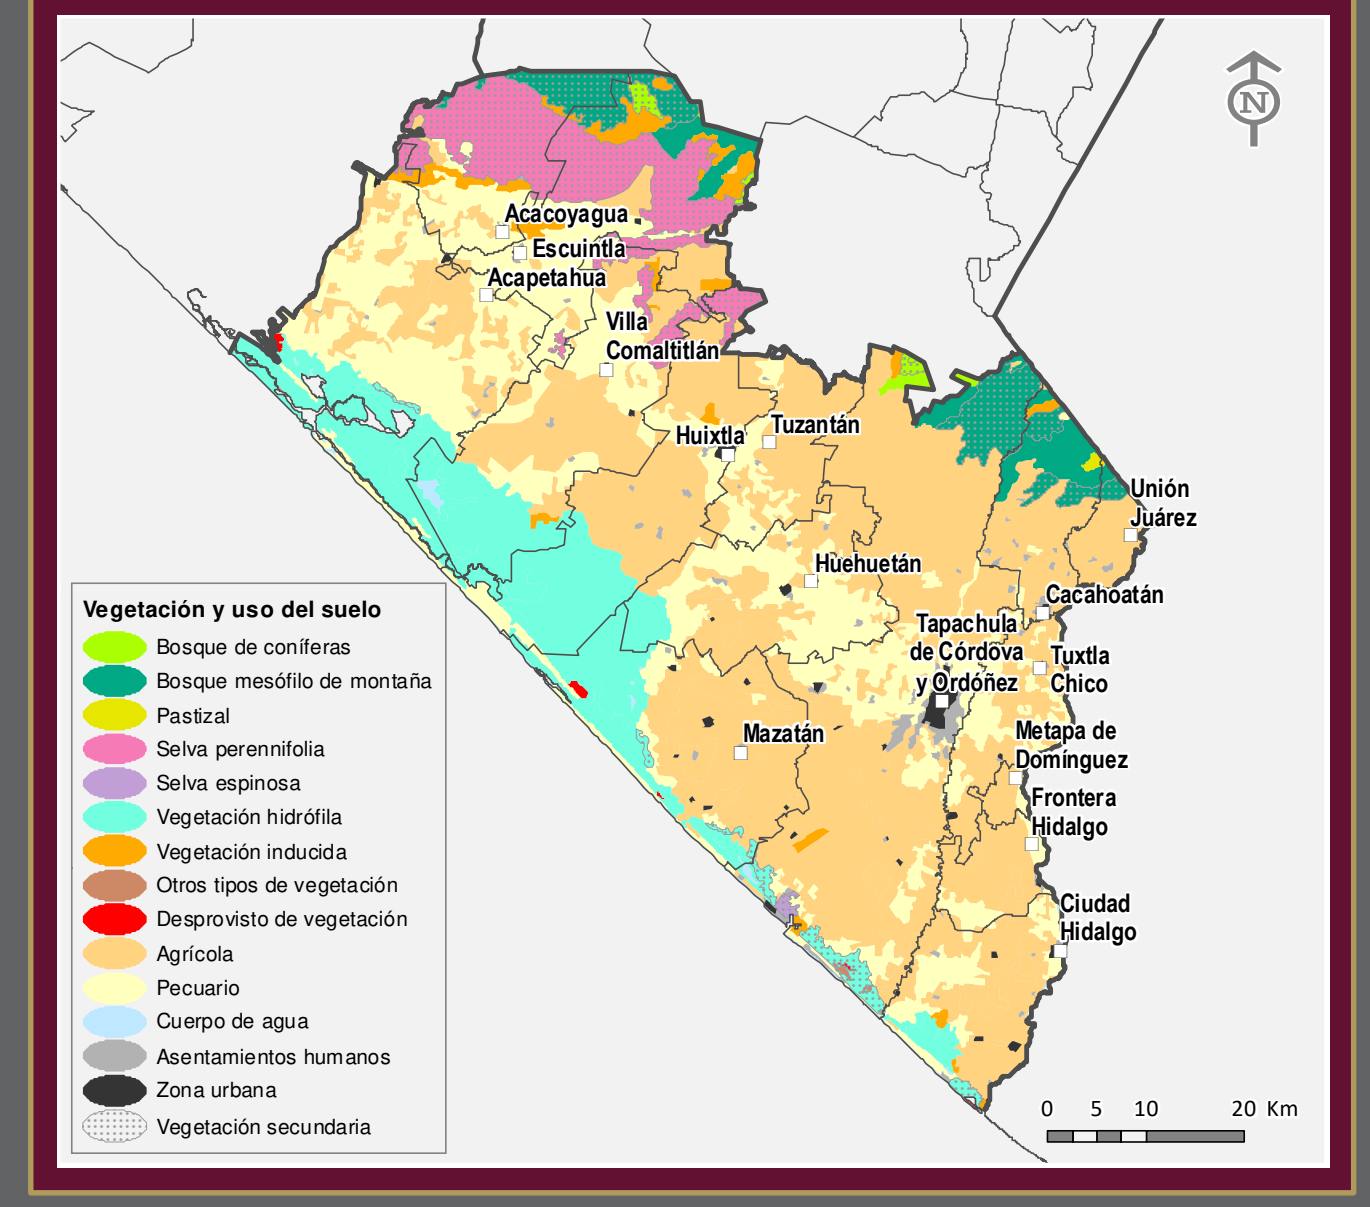 N
Acacoyagua
Escuintla
Acapetahua
Villa
Comaltitlán
Huixtla
Tuzantán
Unión
Juárez
Huehuetán
Cacahoatán
Tapachula
de Córdova
y Ordóñez
Tuxtla
Chico
Mazatán
Metapa de
Domínguez
Frontera
Hidalgo
Ciudad
Hidalgo
Vegetación y uso del suelo
Bosque de coníferas
Bosque mesófilo de montaña
Pastizal
Selva perennifolia
Selva espinosa
Vegetación hidrófila
Vegetación inducida
Otros tipos de vegetación
Desprovisto de vegetación
Agrícola
Pecuario
Cuerpo de agua
Asentamientos humanos
Zona urbana
Vegetación secundaria
0 5 10 20 Km